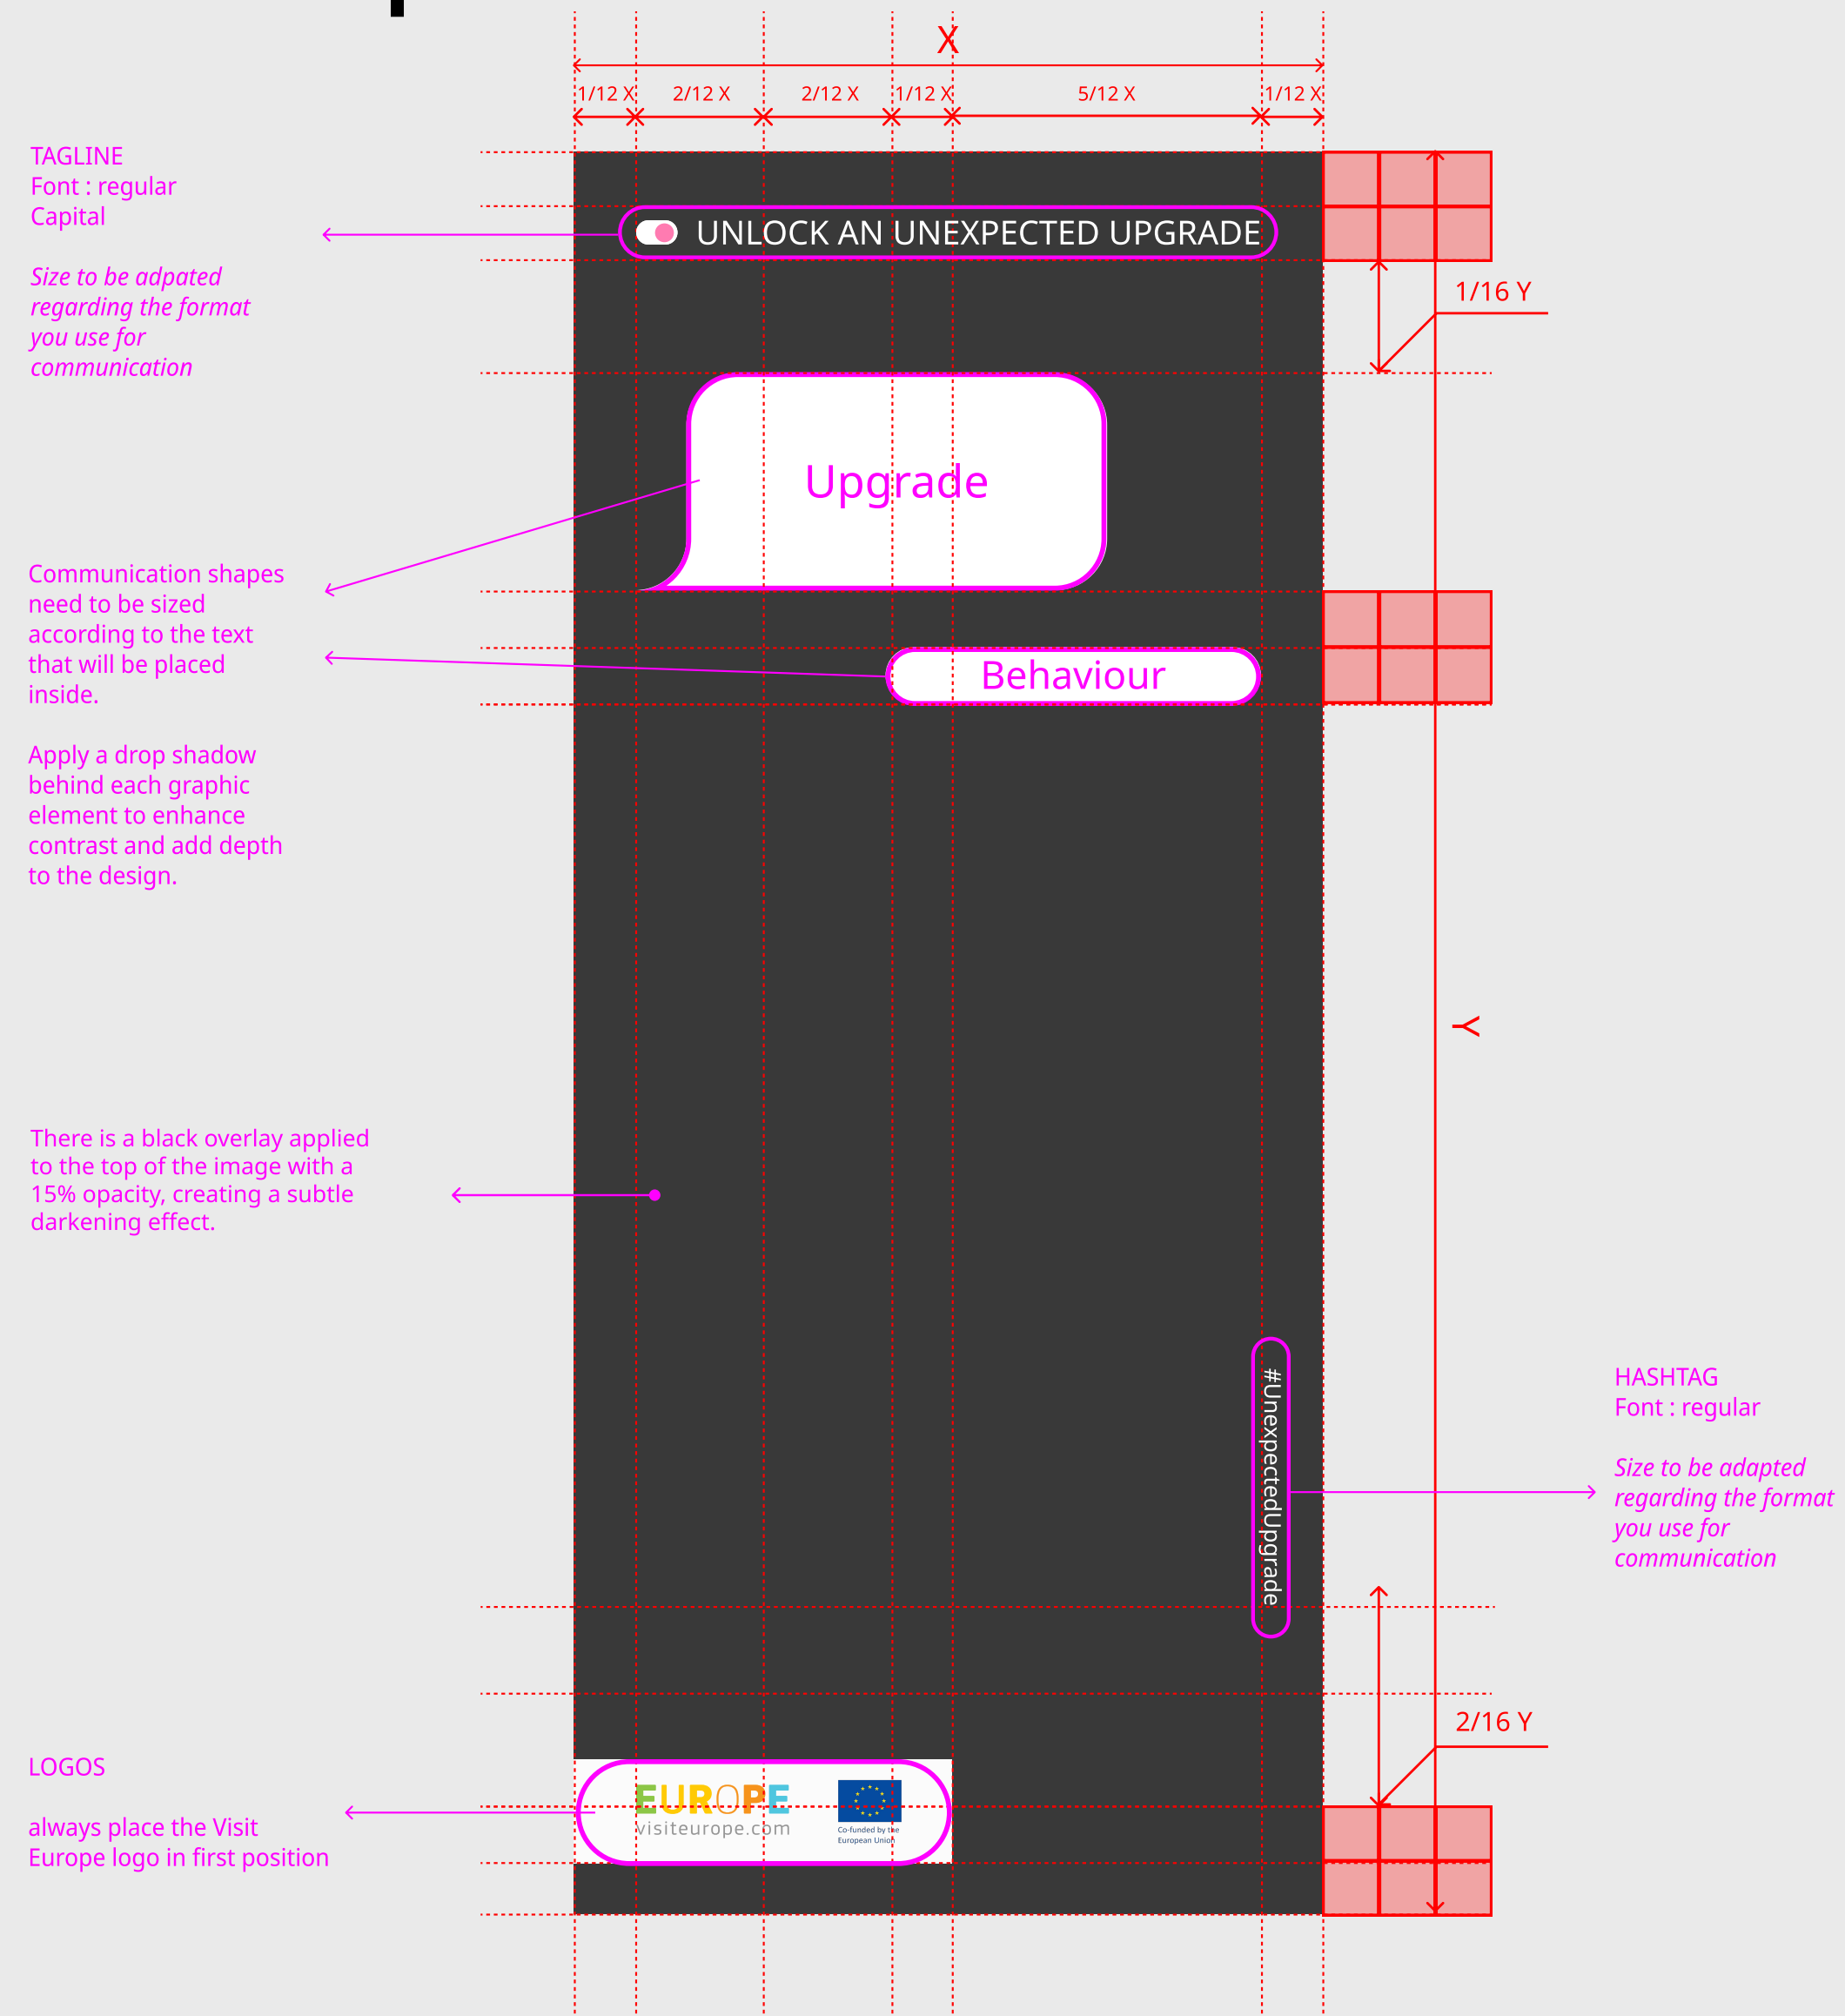 X
1/12 X
2/12 X
2/12 X
1/12 X
5/12 X
1/12 X
TAGLINE
Font : regular
Capital
Size to be adpated
regarding the format
you use for
communication
UNLOCK AN UNEXPECTED UPGRADE
1/16 Y
Upgrade
Communication shapes
need to be sized
according to the text
that will be placed
inside.
Behaviour
Apply a drop shadow
behind each graphic
element to enhance
contrast and add depth
to the design.
Y
There is a black overlay applied
to the top of the image with a
15% opacity, creating a subtle
darkening effect.
#UnexpectedUpgrade
HASHTAG
Font : regular
Size to be adapted
regarding the format
you use for
communication
2/16 Y
LOGOS
always place the Visit
Europe logo in first position
EUROPE
visiteurope.com
Co-funded by the
European Union